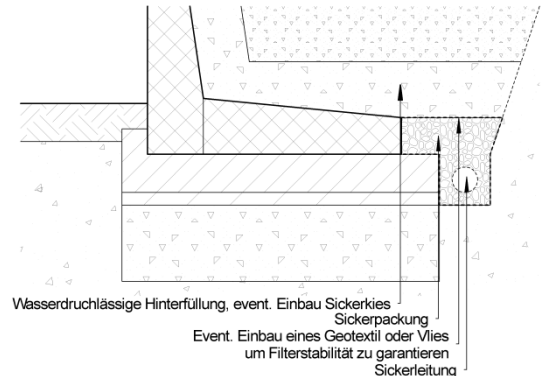 Wasserdruchlässige Hinterfüllung, event. Einbau Sickerkies
Sickerpackung
Event. Einbau eines Geotextil oder Vlies
um Filterstabilität zu garantieren
Sickerleitung